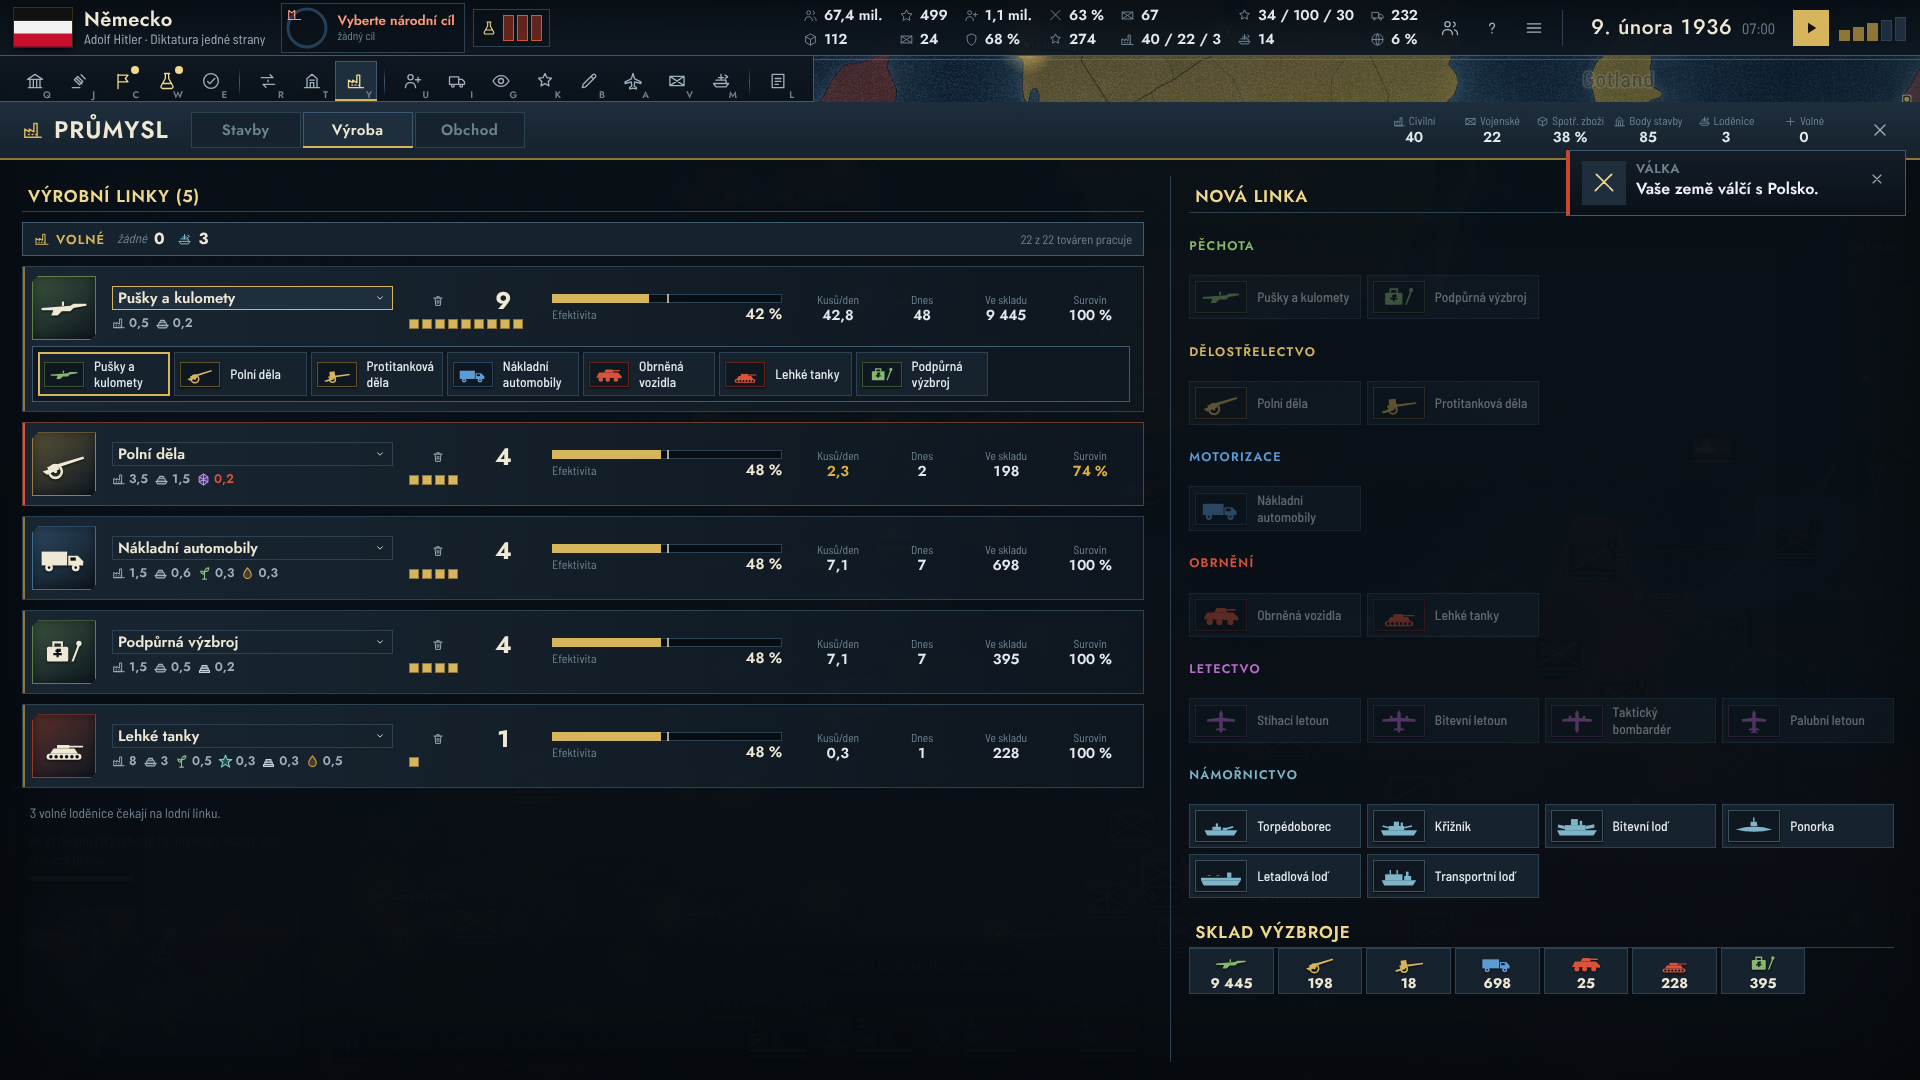 Německo
Adolf Hitler · Diktatura jedné strany
Vyberte národní cíl
žádný cíl
67,4 mil. 499 1,1 mil. 63 % 67 34 / 100 / 30 232
112 24 68 % 274 40 / 22 / 3 14 6 %
?
9. února 1936 07:00
Q J C W E R T Y U I G K B A V M L
Gotland
PRŮMYSL
Stavby Výroba Obchod
Civilní Vojenské Spotř. zboží Body stavby Loděnice Volné
40 22 38 % 85 3 0
VÁLKA
Vaše země válčí s Polsko.
VÝROBNÍ LINKY (5)
VOLNÉ žádné 0 3 22 z 22 továren pracuje
Pušky a kulomety
0,5 0,2
9
Efektivita 42 %
Kusů/den Dnes Ve skladu Surovin
42,8 48 9 445 100 %
Pušky a kulomety
Polní děla
Protitanková děla
Nákladní automobily
Obrněná vozidla
Lehké tanky
Podpůrná výzbroj
Polní děla
3,5 1,5 0,2
4
Efektivita 48 %
Kusů/den Dnes Ve skladu Surovin
2,3 2 198 74 %
Nákladní automobily
1,5 0,6 0,3 0,3
4
Efektivita 48 %
Kusů/den Dnes Ve skladu Surovin
7,1 7 698 100 %
Podpůrná výzbroj
1,5 0,5 0,2
4
Efektivita 48 %
Kusů/den Dnes Ve skladu Surovin
7,1 7 395 100 %
Lehké tanky
8 3 0,5 0,3 0,3 0,5
1
Efektivita 48 %
Kusů/den Dnes Ve skladu Surovin
0,3 1 228 100 %
3 volné loděnice čekají na lodní linku.
NOVÁ LINKA
PĚCHOTA
Pušky a kulomety
Podpůrná výzbroj
DĚLOSTŘELECTVO
Polní děla
Protitanková děla
MOTORIZACE
Nákladní automobily
OBRNĚNÍ
Obrněná vozidla
Lehké tanky
LETECTVO
Stíhací letoun
Bitevní letoun
Taktický bombardér
Palubní letoun
NÁMOŘNICTVO
Torpédoborec
Křižník
Bitevní loď
Ponorka
Letadlová loď
Transportní loď
SKLAD VÝZBROJE
9 445 198 18 698 25 228 395